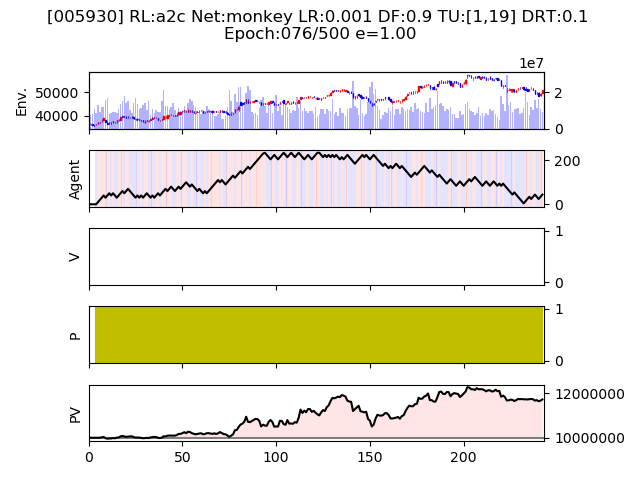 [005930] RL:a2c Net:monkey LR:0.001 DF:0.9 TU:[1,19] DRT:0.1
Epoch:076/500 e=1.00
1e7
Env.
50000
40000
2
0
Agent
200
0
V
1
0
P
1
0
PV
12000000
10000000
0 50 100 150 200